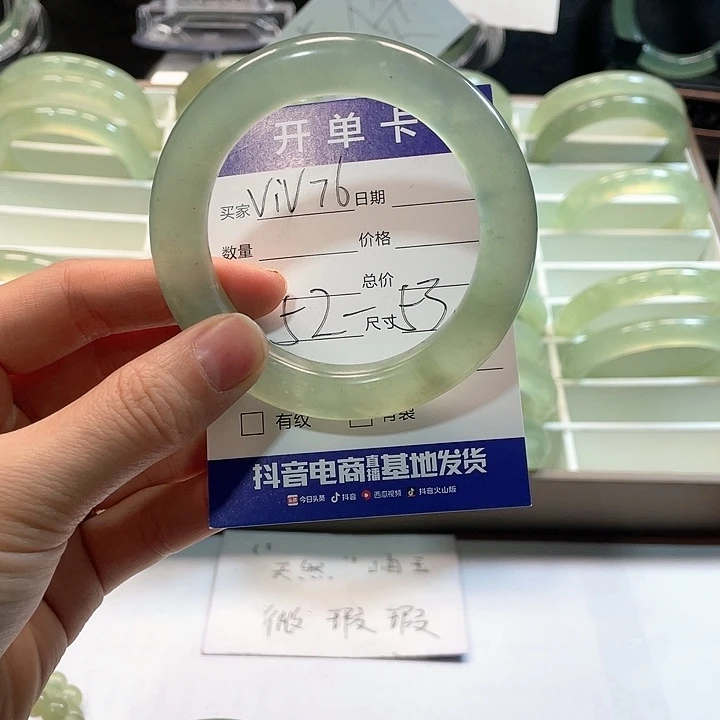 开单卡
买家 ViV76 日期
数量 价格
总价
52-53 尺寸
有纹 有裂
抖音电商直播基地发货
今日头条 抖音 西瓜视频 抖音火山版
"天然"岫玉
微瑕瑕